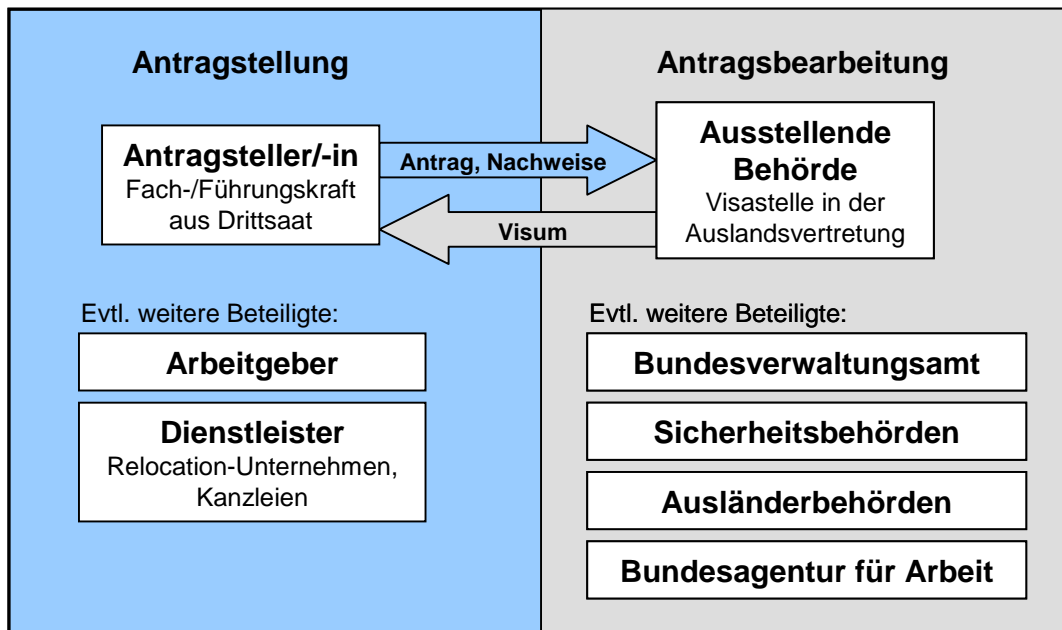 Antragstellung
Antragsteller/-in
Fach-/Führungskraft
aus Drittsaat
Antrag, Nachweise
Visum
Evtl. weitere Beteiligte:
Arbeitgeber
Dienstleister
Relocation-Unternehmen,
Kanzleien
Antragsbearbeitung
Ausstellende
Behörde
Visastelle in der
Auslandsvertretung
Evtl. weitere Beteiligte:
Bundesverwaltungsamt
Sicherheitsbehörden
Ausländerbehörden
Bundesagentur für Arbeit